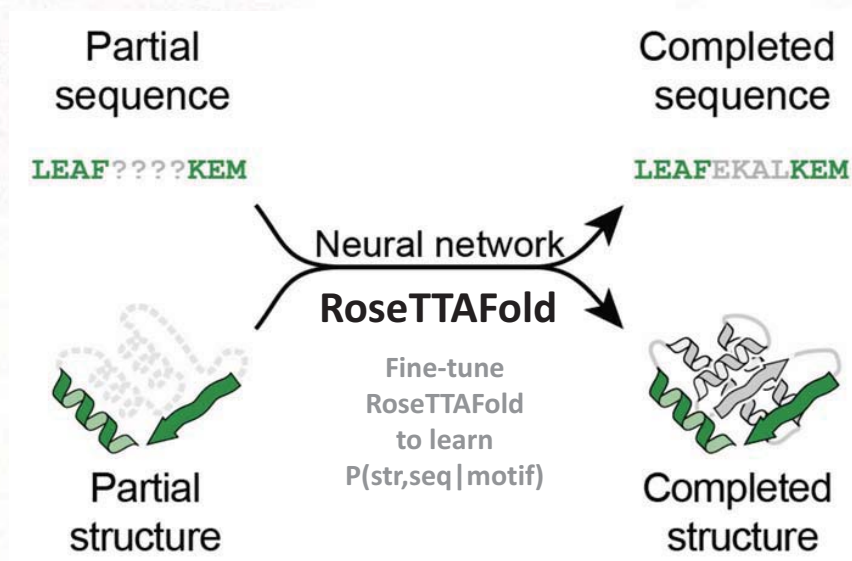 Partial
sequence
LEAF????KEM
Completed
sequence
LEAFEKALKEM
Neural network
RoseTTAFold
Fine-tune
RoseTTAFold
to learn
P(str,seq|motif)
Partial
structure
Completed
structure